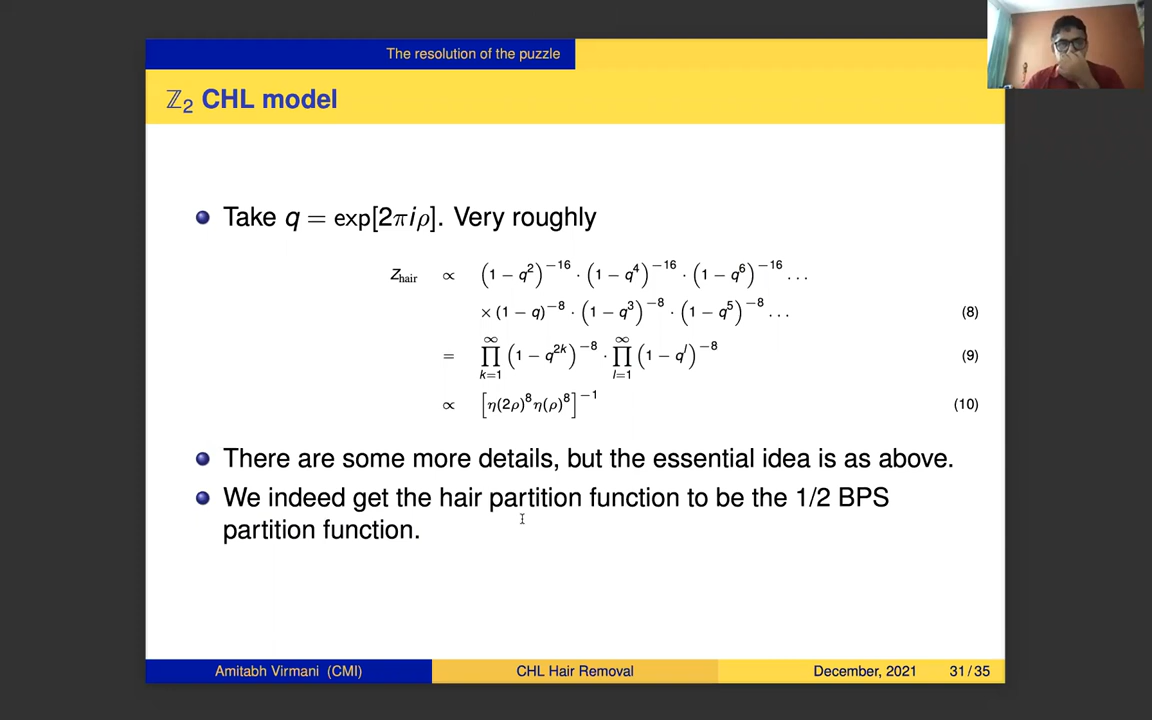 The resolution of the puzzle
ℤ₂ CHL model
Take q = exp[2πiρ]. Very roughly
Z_hair ∝ (1 − q²)⁻¹⁶ · (1 − q⁴)⁻¹⁶ · (1 − q⁶)⁻¹⁶ ...
× (1 − q)⁻⁸ · (1 − q³)⁻⁸ · (1 − q⁵)⁻⁸ ... (8)
= ∏_{k=1}^{∞} (1 − q^{2k})⁻⁸ · ∏_{l=1}^{∞} (1 − q^l)⁻⁸ (9)
∝ [η(2ρ)⁸η(ρ)⁸]⁻¹ (10)
There are some more details, but the essential idea is as above.
We indeed get the hair partition function to be the 1/2 BPS
partition function.
Amitabh Virmani (CMI) CHL Hair Removal December, 2021 31/35